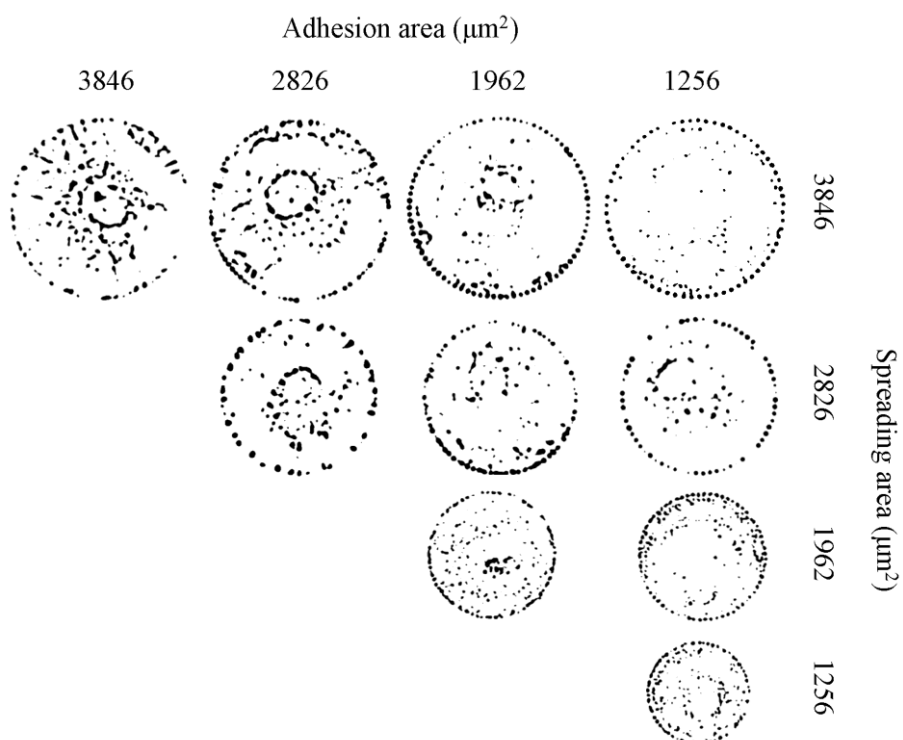 Adhesion area (μm²)
3846 2826 1962 1256
3846
2826
1962
1256
Spreading area (μm²)